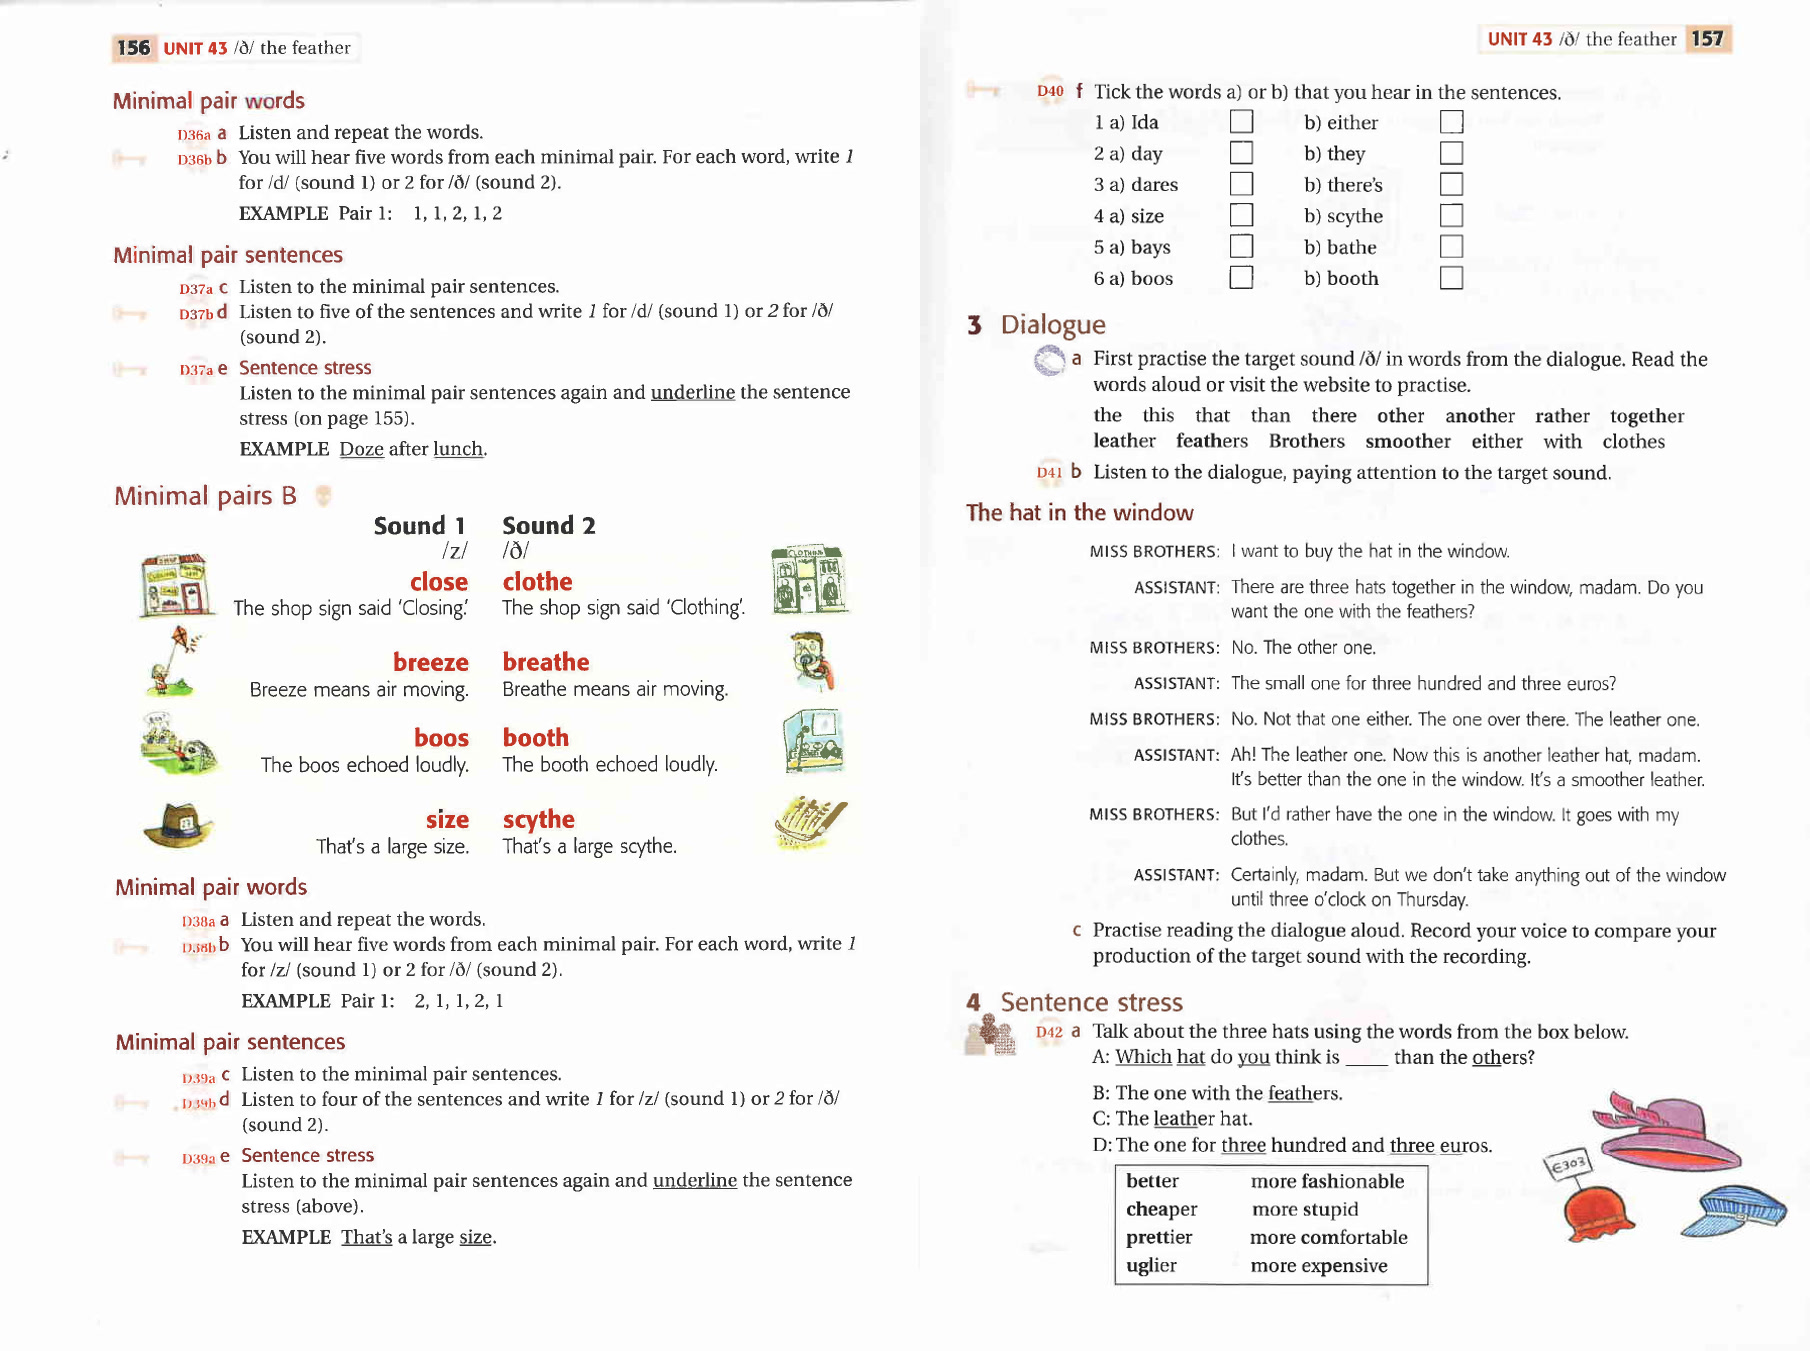 156 UNIT 43 /ð/ the feather
Minimal pair words
D36a a Listen and repeat the words.
D36b b You will hear five words from each minimal pair. For each word, write 1
for /d/ (sound 1) or 2 for /ð/ (sound 2).
EXAMPLE Pair 1: 1, 1, 2, 1, 2
Minimal pair sentences
D37a c Listen to the minimal pair sentences.
D37b d Listen to five of the sentences and write 1 for /d/ (sound 1) or 2 for /ð/
(sound 2).
D37a e Sentence stress
Listen to the minimal pair sentences again and underline the sentence
stress (on page 155).
EXAMPLE Doze after lunch.
Minimal pairs B
Sound 1 Sound 2
/z/ /ð/
close clothe
The shop sign said 'Closing'. The shop sign said 'Clothing'.
breeze breathe
Breeze means air moving. Breathe means air moving.
boos booth
The boos echoed loudly. The booth echoed loudly.
size scythe
That's a large size. That's a large scythe.
Minimal pair words
D38a a Listen and repeat the words.
D38b b You will hear five words from each minimal pair. For each word, write 1
for /z/ (sound 1) or 2 for /ð/ (sound 2).
EXAMPLE Pair 1: 2, 1, 1, 2, 1
Minimal pair sentences
D39a c Listen to the minimal pair sentences.
D39b d Listen to four of the sentences and write 1 for /z/ (sound 1) or 2 for /ð/
(sound 2).
D39a e Sentence stress
Listen to the minimal pair sentences again and underline the sentence
stress (above).
EXAMPLE That's a large size.
UNIT 43 /ð/ the feather 157
D40 f Tick the words a) or b) that you hear in the sentences.
1 a) Ida b) either
2 a) day b) they
3 a) dares b) there's
4 a) size b) scythe
5 a) bays b) bathe
6 a) boos b) booth
3 Dialogue
a First practise the target sound /ð/ in words from the dialogue. Read the
words aloud or visit the website to practise.
the this that than there other another rather together
leather feathers Brothers smoother either with clothes
D41 b Listen to the dialogue, paying attention to the target sound.
The hat in the window
MISS BROTHERS: I want to buy the hat in the window.
ASSISTANT: There are three hats together in the window, madam. Do you
want the one with the feathers?
MISS BROTHERS: No. The other one.
ASSISTANT: The small one for three hundred and three euros?
MISS BROTHERS: No. Not that one either. The one over there. The leather one.
ASSISTANT: Ah! The leather one. Now this is another leather hat, madam.
It's better than the one in the window. It's a smoother leather.
MISS BROTHERS: But I'd rather have the one in the window. It goes with my
clothes.
ASSISTANT: Certainly, madam. But we don't take anything out of the window
until three o'clock on Thursday.
c Practise reading the dialogue aloud. Record your voice to compare your
production of the target sound with the recording.
4 Sentence stress
D42 a Talk about the three hats using the words from the box below.
A: Which hat do you think is ____ than the others?
B: The one with the feathers.
C: The leather hat.
D: The one for three hundred and three euros.
better more fashionable
cheaper more stupid
prettier more comfortable
uglier more expensive
€303